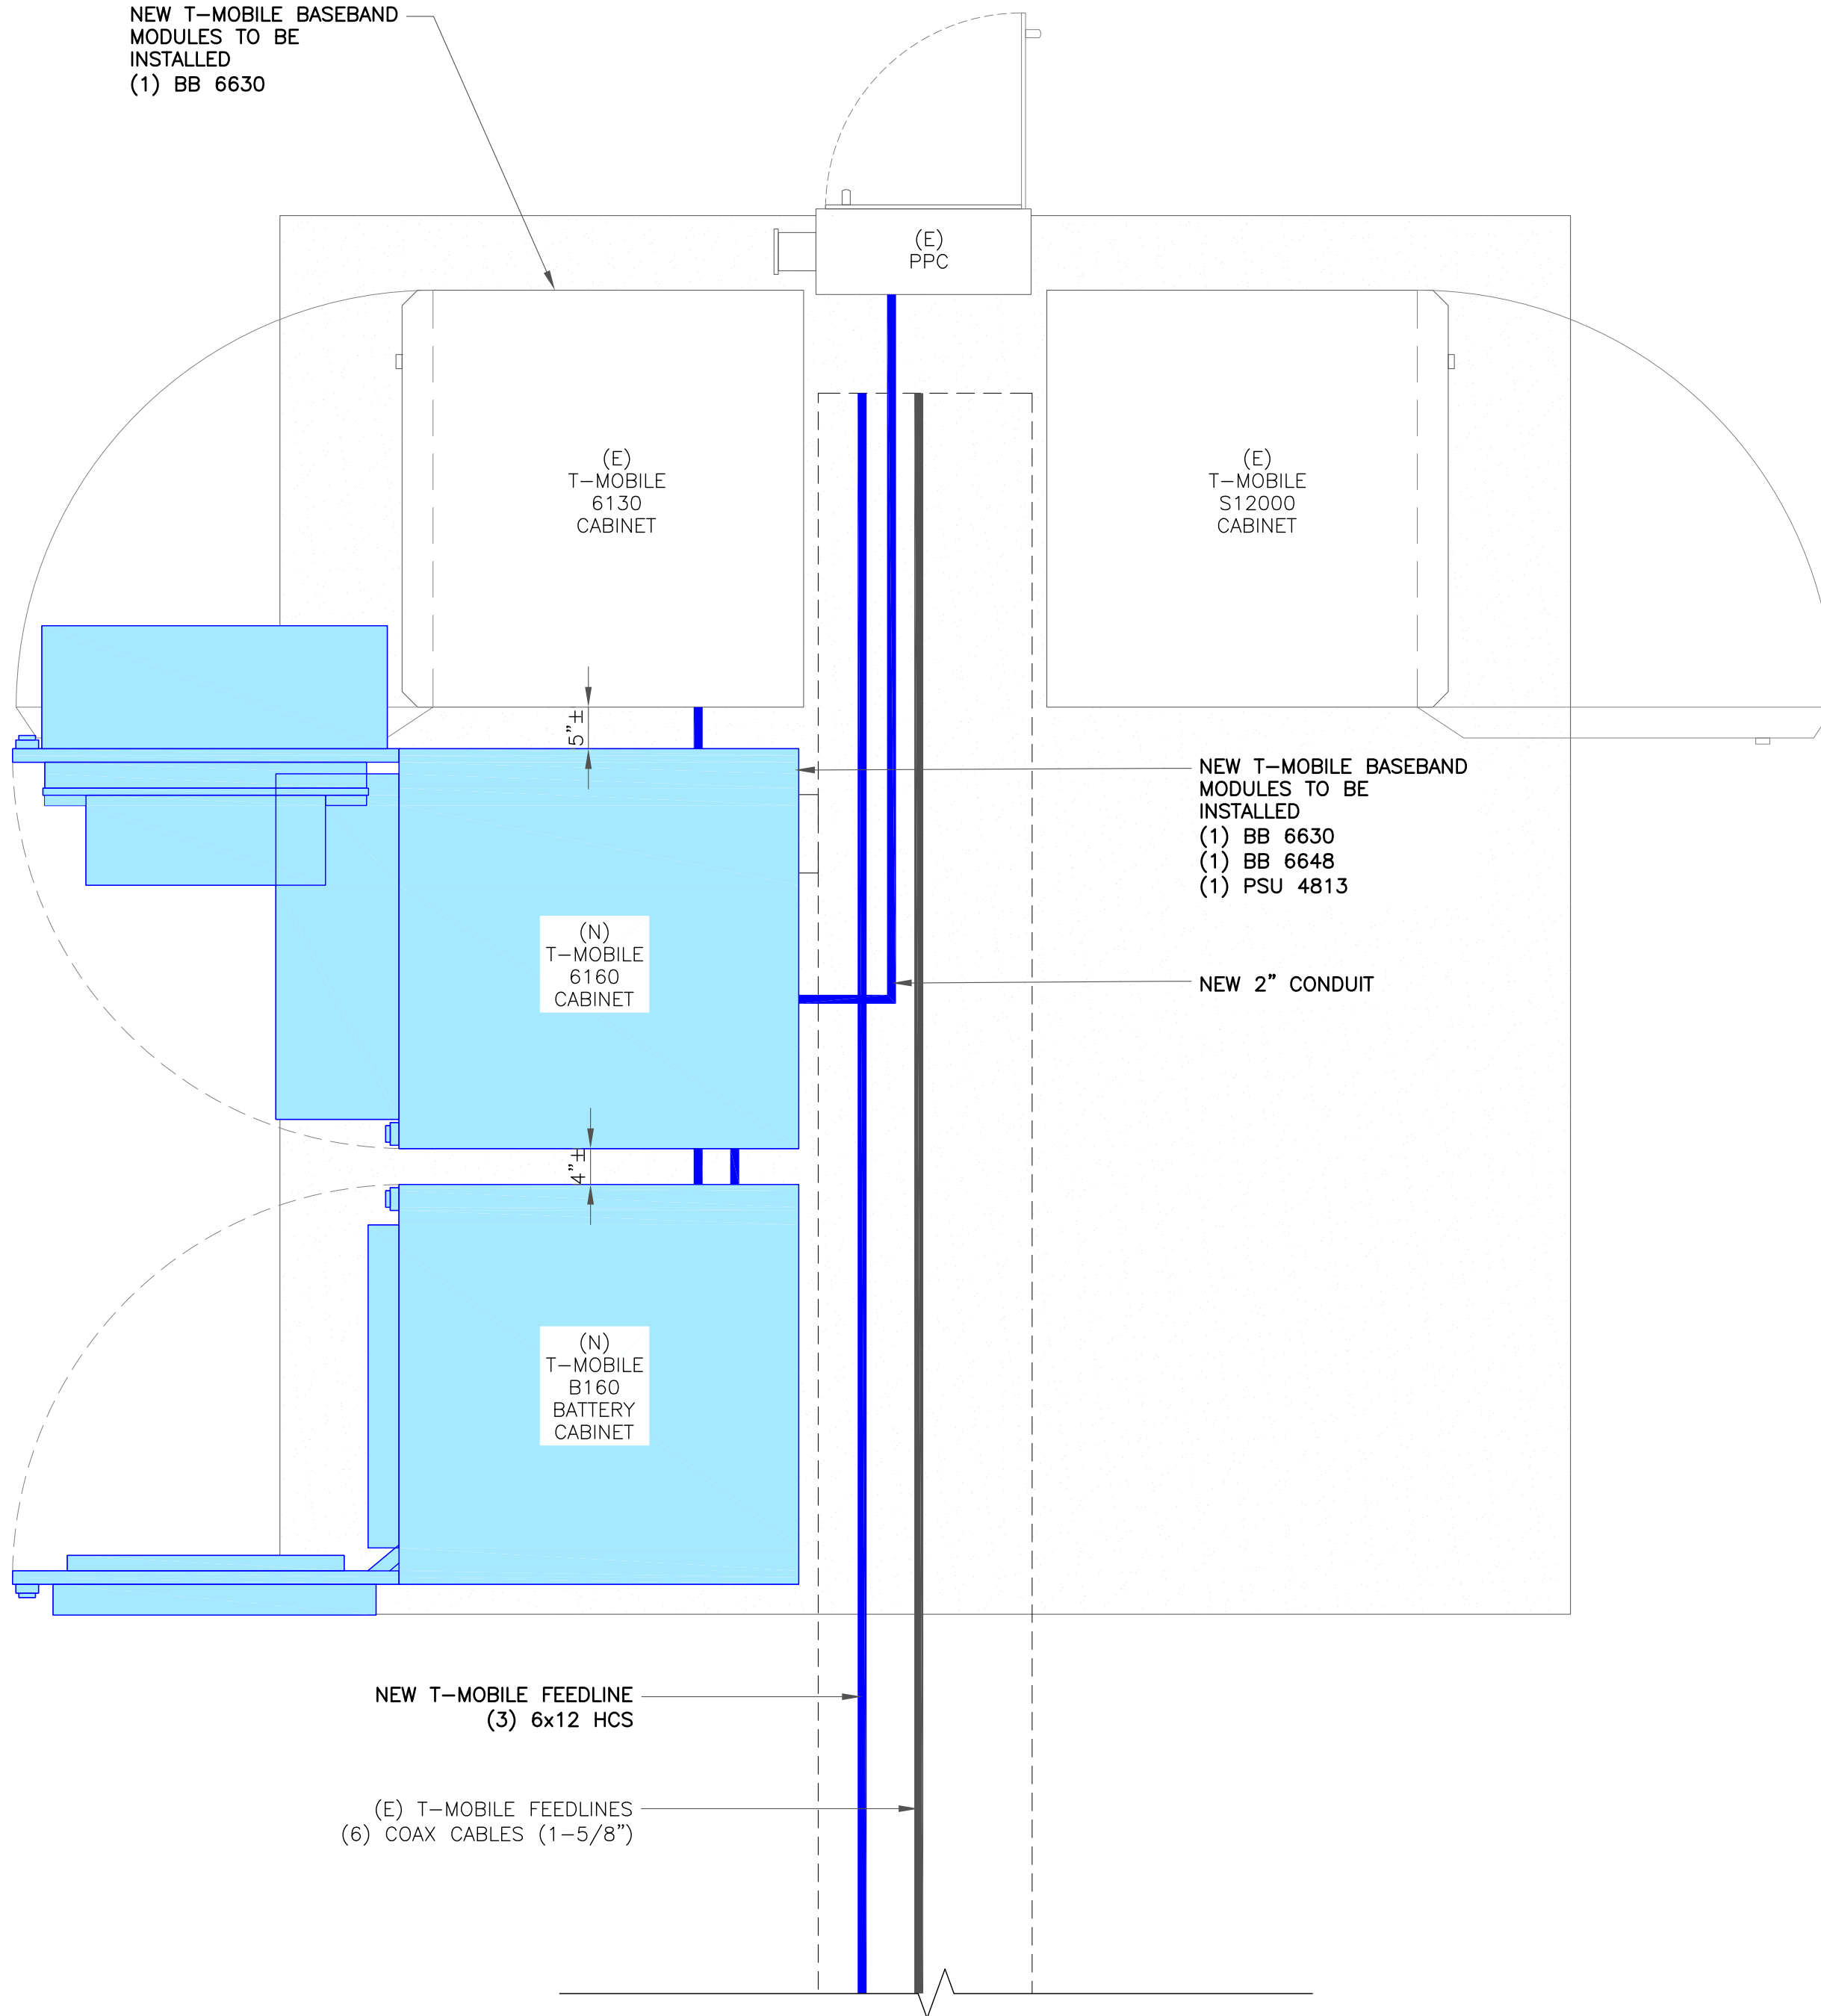 NEW T-MOBILE BASEBAND
MODULES TO BE
INSTALLED
(1) BB 6630
(E)
PPC
(E)
T-MOBILE
6130
CABINET
(E)
T-MOBILE
S12000
CABINET
5"±
NEW T-MOBILE BASEBAND
MODULES TO BE
INSTALLED
(1) BB 6630
(1) BB 6648
(1) PSU 4813
(N)
T-MOBILE
6160
CABINET
NEW 2" CONDUIT
4"±
(N)
T-MOBILE
B160
BATTERY
CABINET
NEW T-MOBILE FEEDLINE
(3) 6x12 HCS
(E) T-MOBILE FEEDLINES
(6) COAX CABLES (1-5/8")